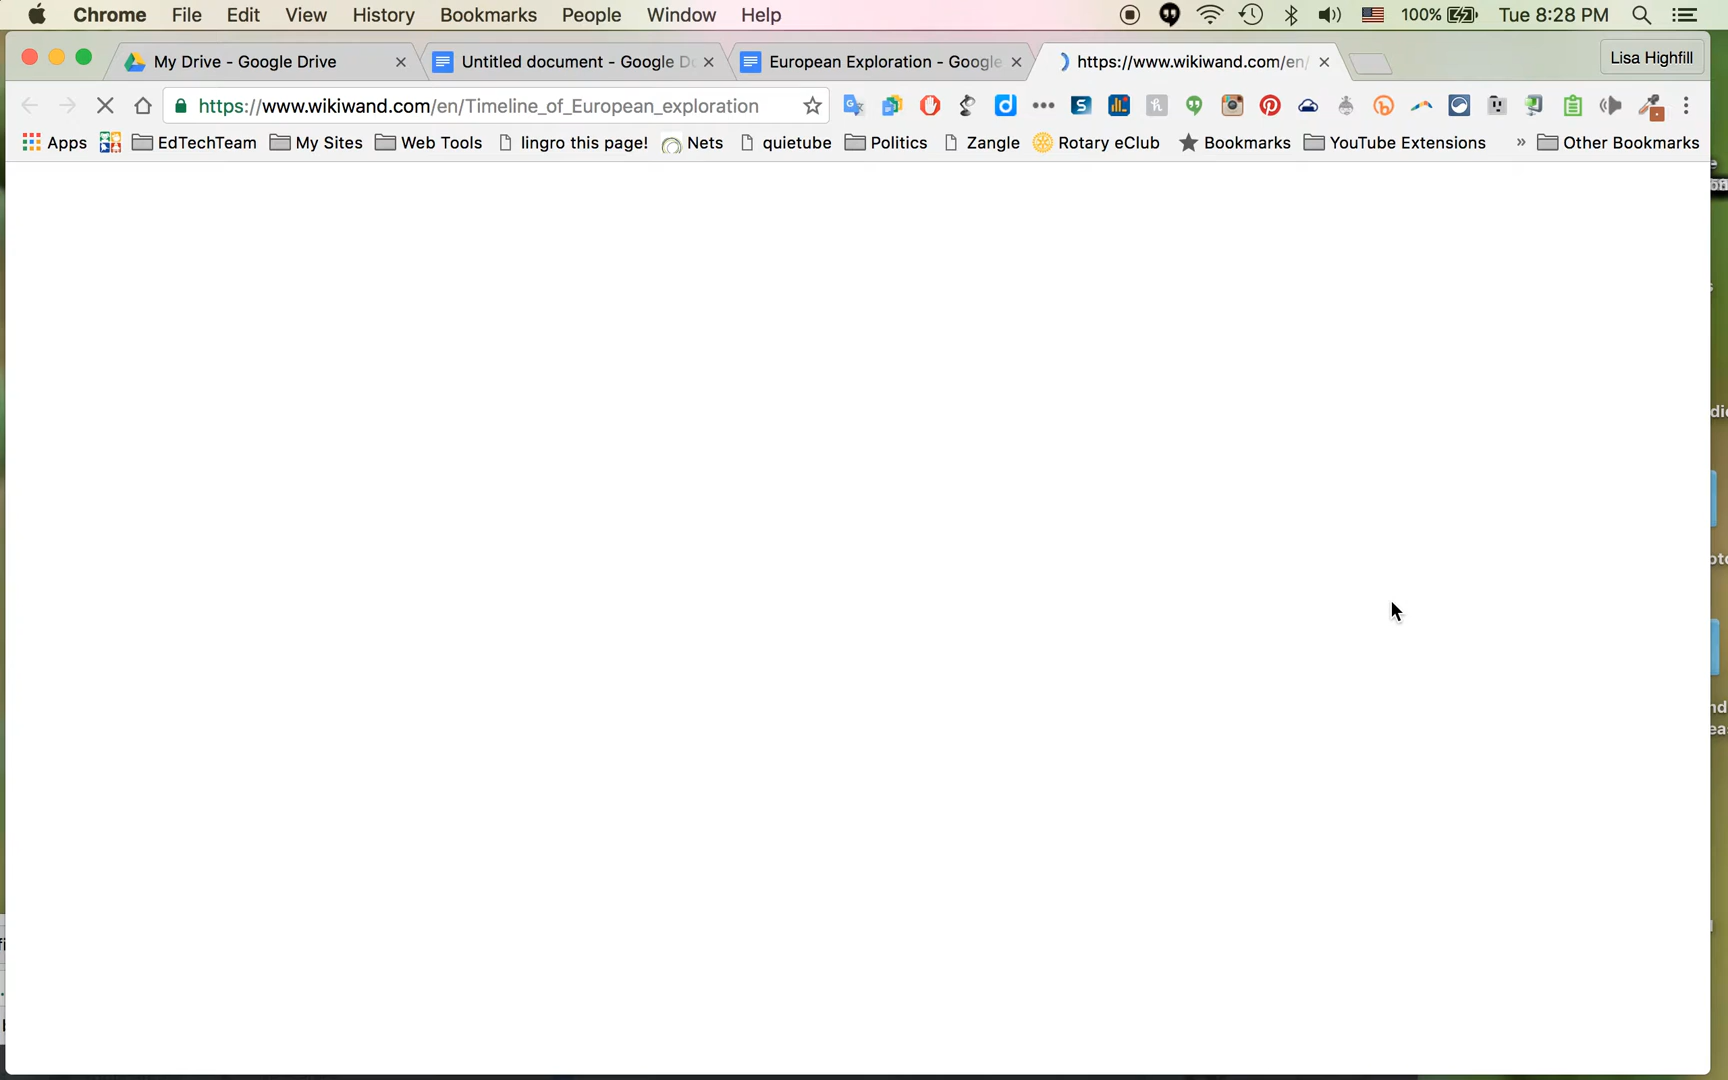 Chrome File Edit View History Bookmarks People Window Help 100% Tue 8:28 PM
My Drive - Google Drive Untitled document - Google Do European Exploration - Google https://www.wikiwand.com/en/ Lisa Highfill
https://www.wikiwand.com/en/Timeline_of_European_exploration
Apps EdTechTeam My Sites Web Tools lingro this page! Nets quietube Politics Zangle Rotary eClub Bookmarks YouTube Extensions » Other Bookmarks